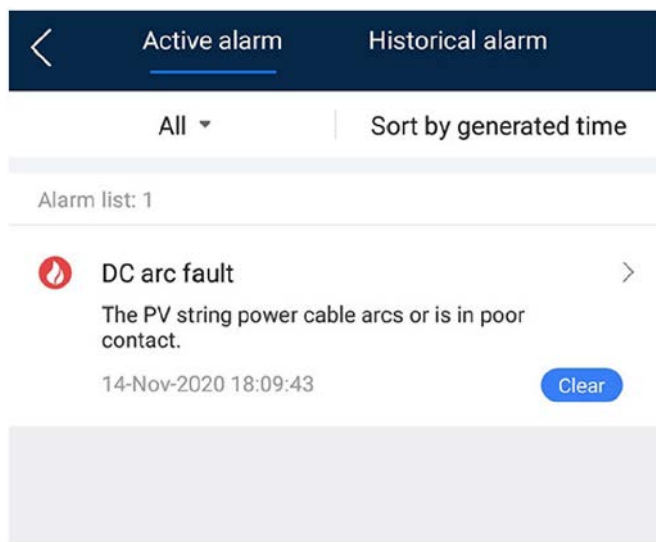 Active alarm Historical alarm
All Sort by generated time
Alarm list: 1
DC arc fault
The PV string power cable arcs or is in poor
contact.
14-Nov-2020 18:09:43 Clear